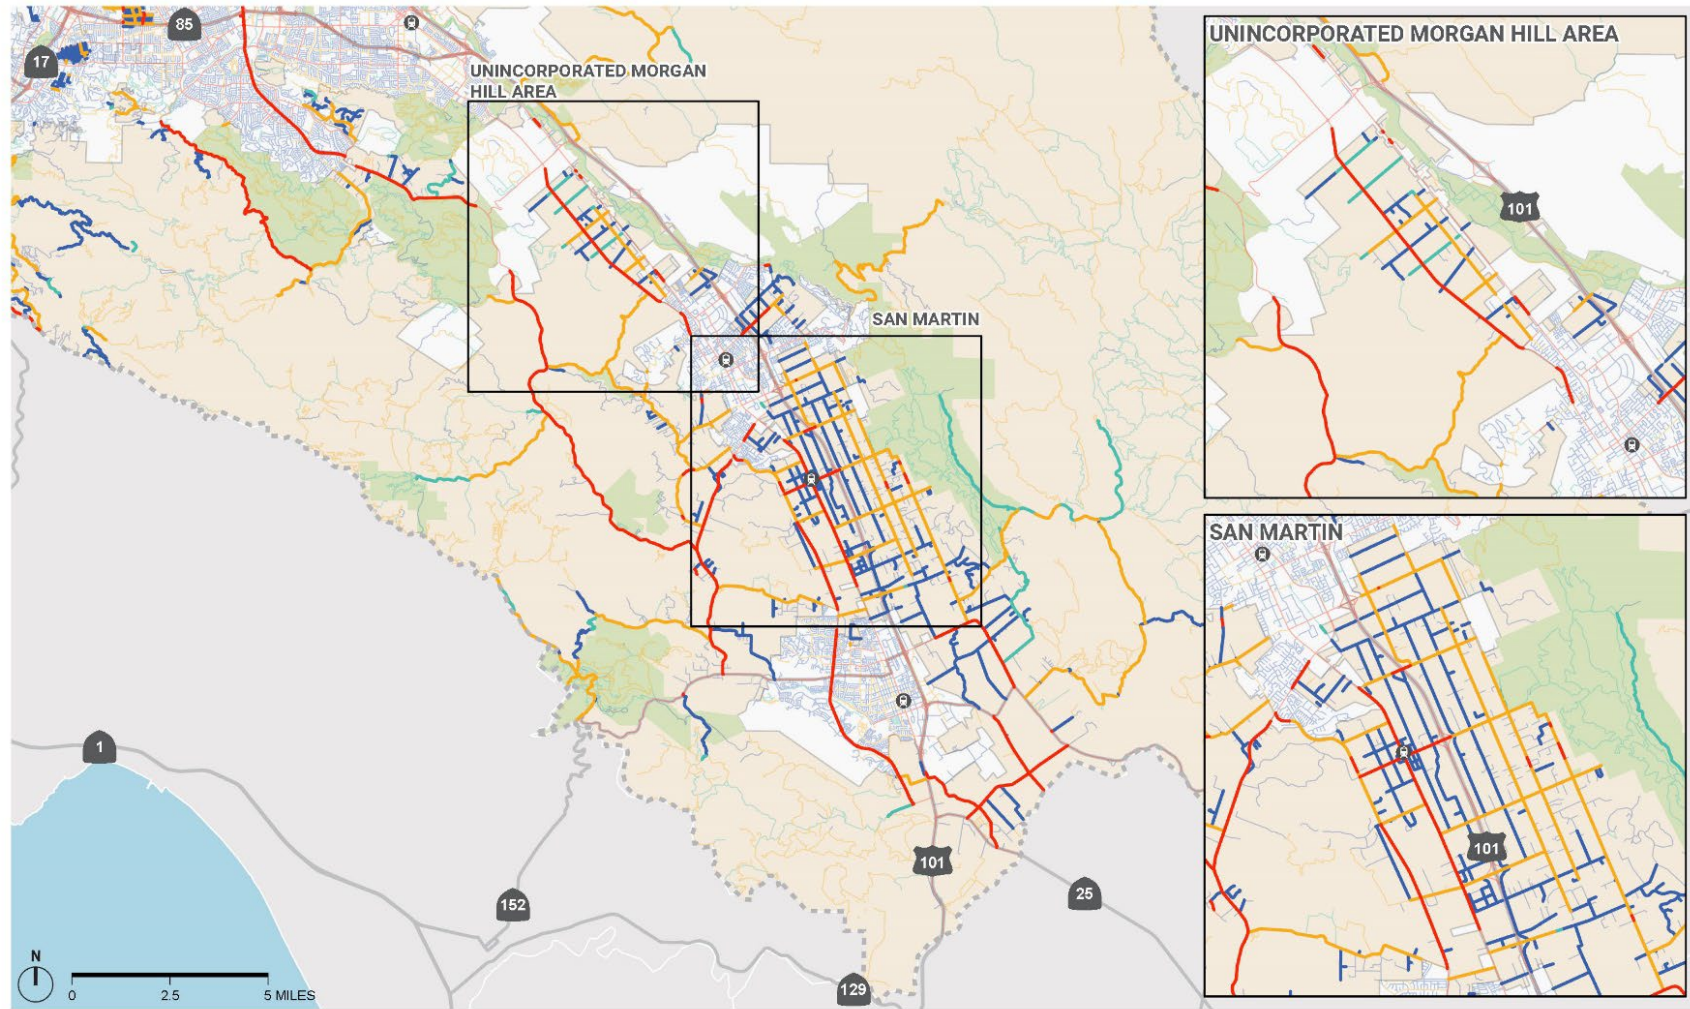 85
17
UNINCORPORATED MORGAN
HILL AREA
SAN MARTIN
1
152
101
25
129
N
0 2.5 5 MILES
UNINCORPORATED MORGAN HILL AREA
101
SAN MARTIN
101